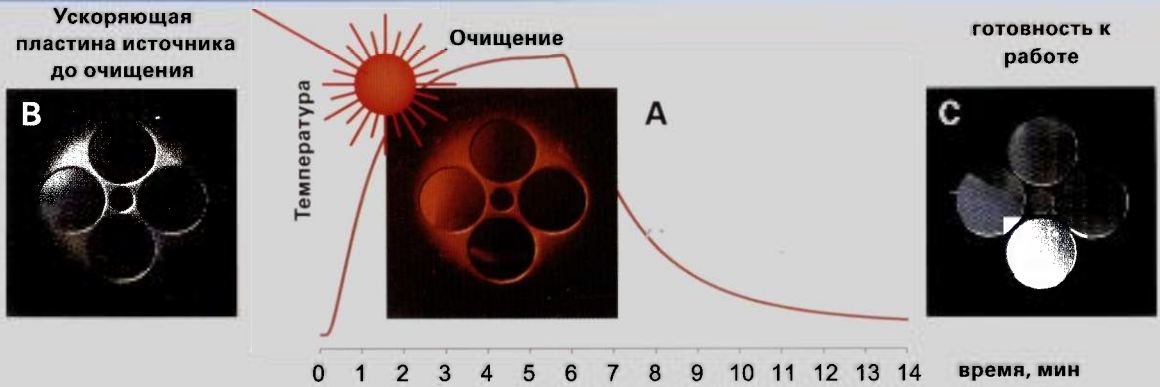 Ускоряющая
пластина источника
до очищения
B
Температура
Очищение
A
готовность к
работе
C
0 1 2 3 4 5 6 7 8 9 10 11 12 13 14
время, мин